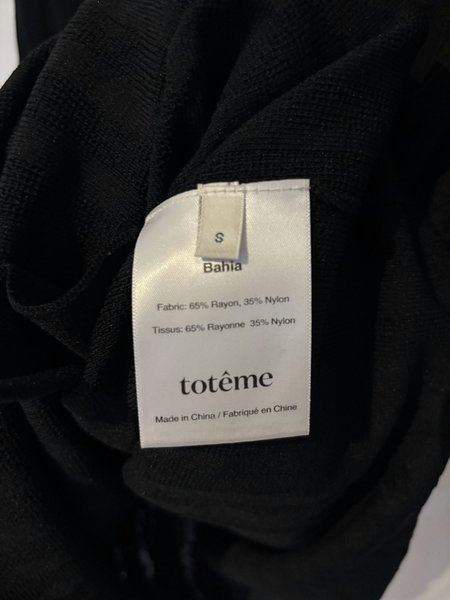 S
Bahia
Fabric: 65% Rayon, 35% Nylon
Tissus: 65% Rayonne 35% Nylon
totême
Made in China / Fabriqué en Chine